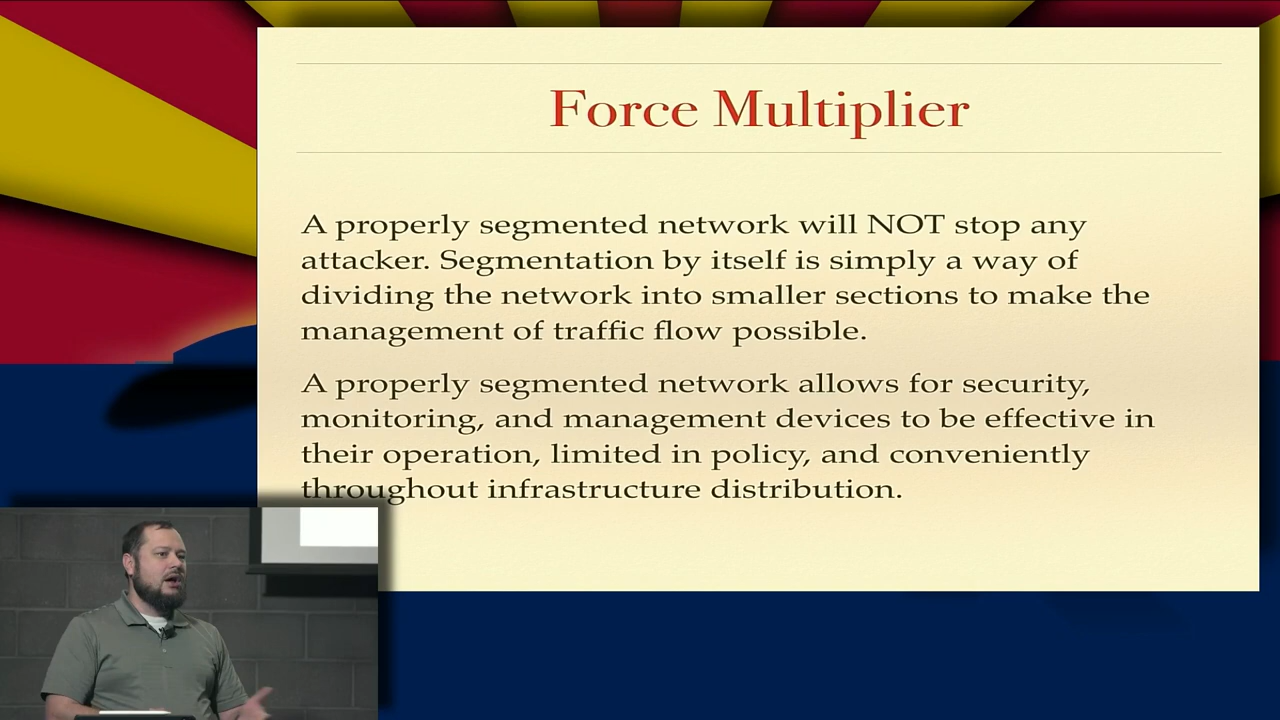 Force Multiplier
A properly segmented network will NOT stop any
attacker. Segmentation by itself is simply a way of
dividing the network into smaller sections to make the
management of traffic flow possible.
A properly segmented network allows for security,
monitoring, and management devices to be effective in
their operation, limited in policy, and conveniently
throughout infrastructure distribution.